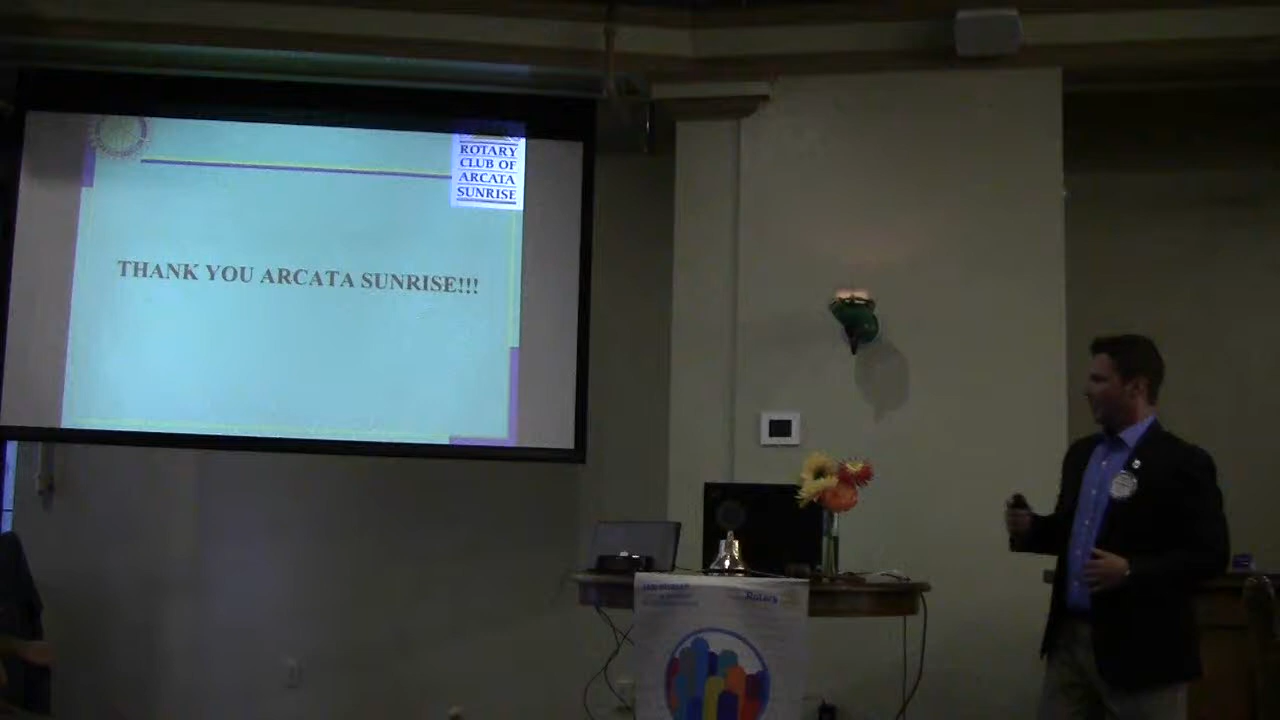 ROTARY
CLUB OF
ARCATA
SUNRISE
THANK YOU ARCATA SUNRISE!!!
Rotary